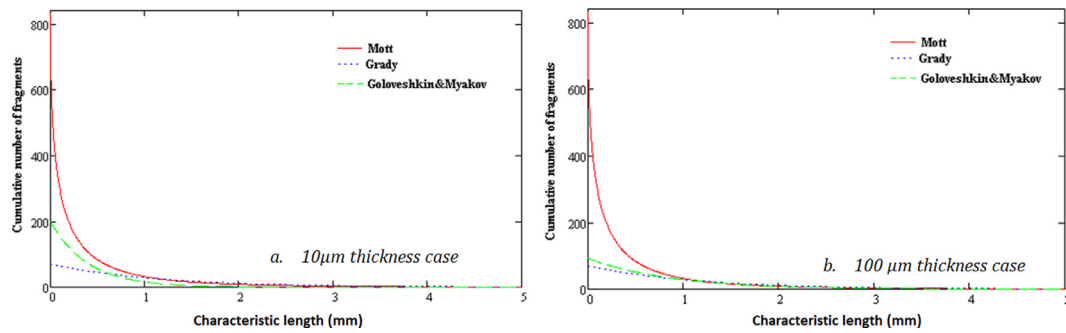 800
600
400
200
0
Cumulative number of fragments
Mott
Grady
Goloveshkin&Myakov
a. 10μm thickness case
0 1 2 3 4 5
Characteristic length (mm)
800
600
400
200
0
Cumulative number of fragments
Mott
Grady
Goloveshkin&Myakov
b. 100 μm thickness case
0 1 2 3 4 5
Characteristic length (mm)